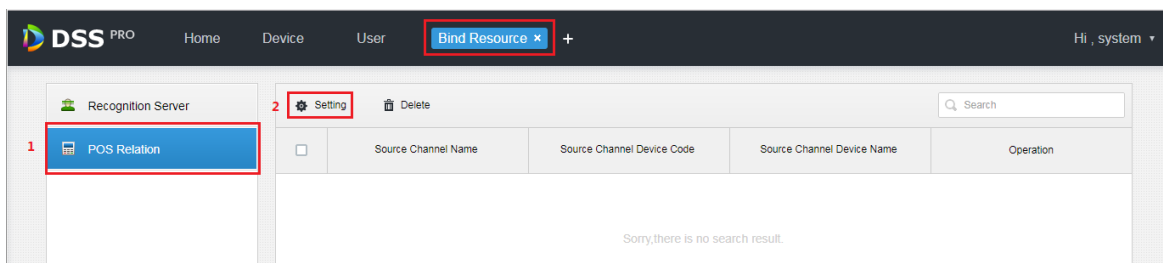 DSS PRO Home Device User Bind Resource × + Hi , system
Recognition Server 2 Setting Delete Search
1 POS Relation Source Channel Name Source Channel Device Code Source Channel Device Name Operation
Sorry,there is no search result.